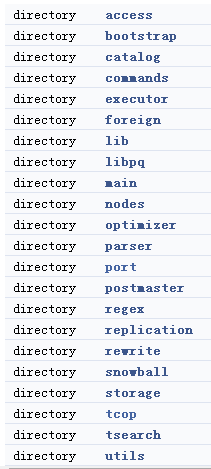 directory access
directory bootstrap
directory catalog
directory commands
directory executor
directory foreign
directory lib
directory libpq
directory main
directory nodes
directory optimizer
directory parser
directory port
directory postmaster
directory regex
directory replication
directory rewrite
directory snowball
directory storage
directory tcop
directory tsearch
directory utils